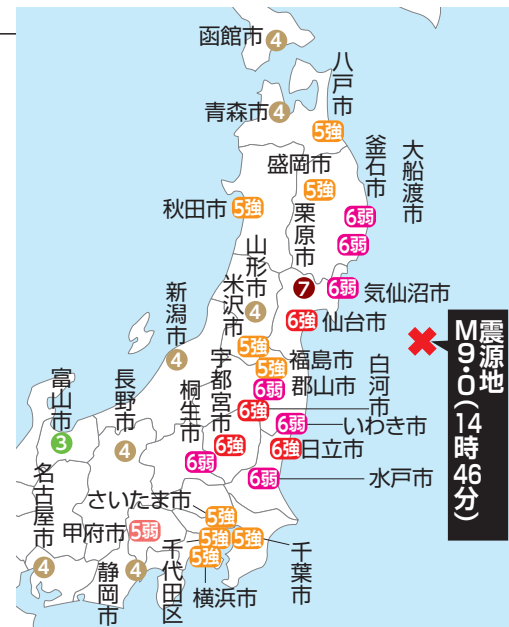 函館市 4
八戸市 5強
青森市 4
釜石市 6弱
大船渡市 6弱
盛岡市 5強
秋田市 5強
栗原市 7
山形市 4
気仙沼市 6弱
米沢市 5強
仙台市 6強
新潟市 4
福島市 5強
郡山市 6弱
白河市 6強
宇都宮市 6強
いわき市 6弱
桐生市 6弱
日立市 6強
水戸市 6弱
長野市 4
富山市 3
さいたま市 5強
名古屋市 4
甲府市 5弱
千代田区 5強
千葉市 5強
静岡市 4
横浜市 5強
震源地
M9・0(14時46分)